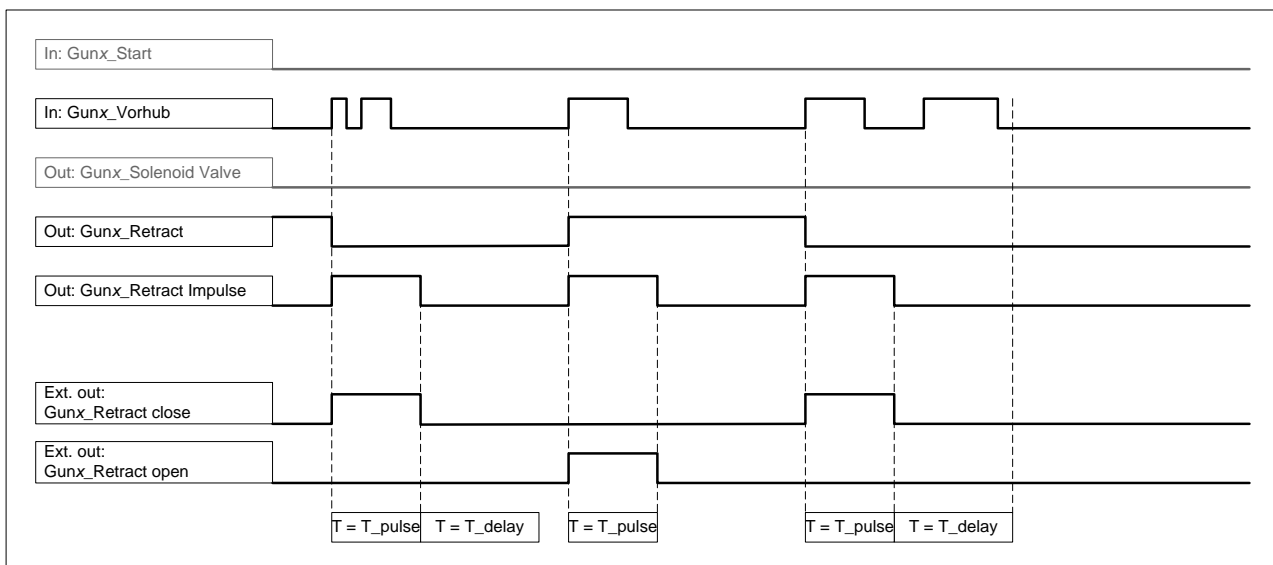 In: Gunx_Start
In: Gunx_Vorhub
Out: Gunx_Solenoid Valve
Out: Gunx_Retract
Out: Gunx_Retract Impulse
Ext. out:
Gunx_Retract close
Ext. out:
Gunx_Retract open
T = T_pulse T = T_delay T = T_pulse T = T_pulse T = T_delay